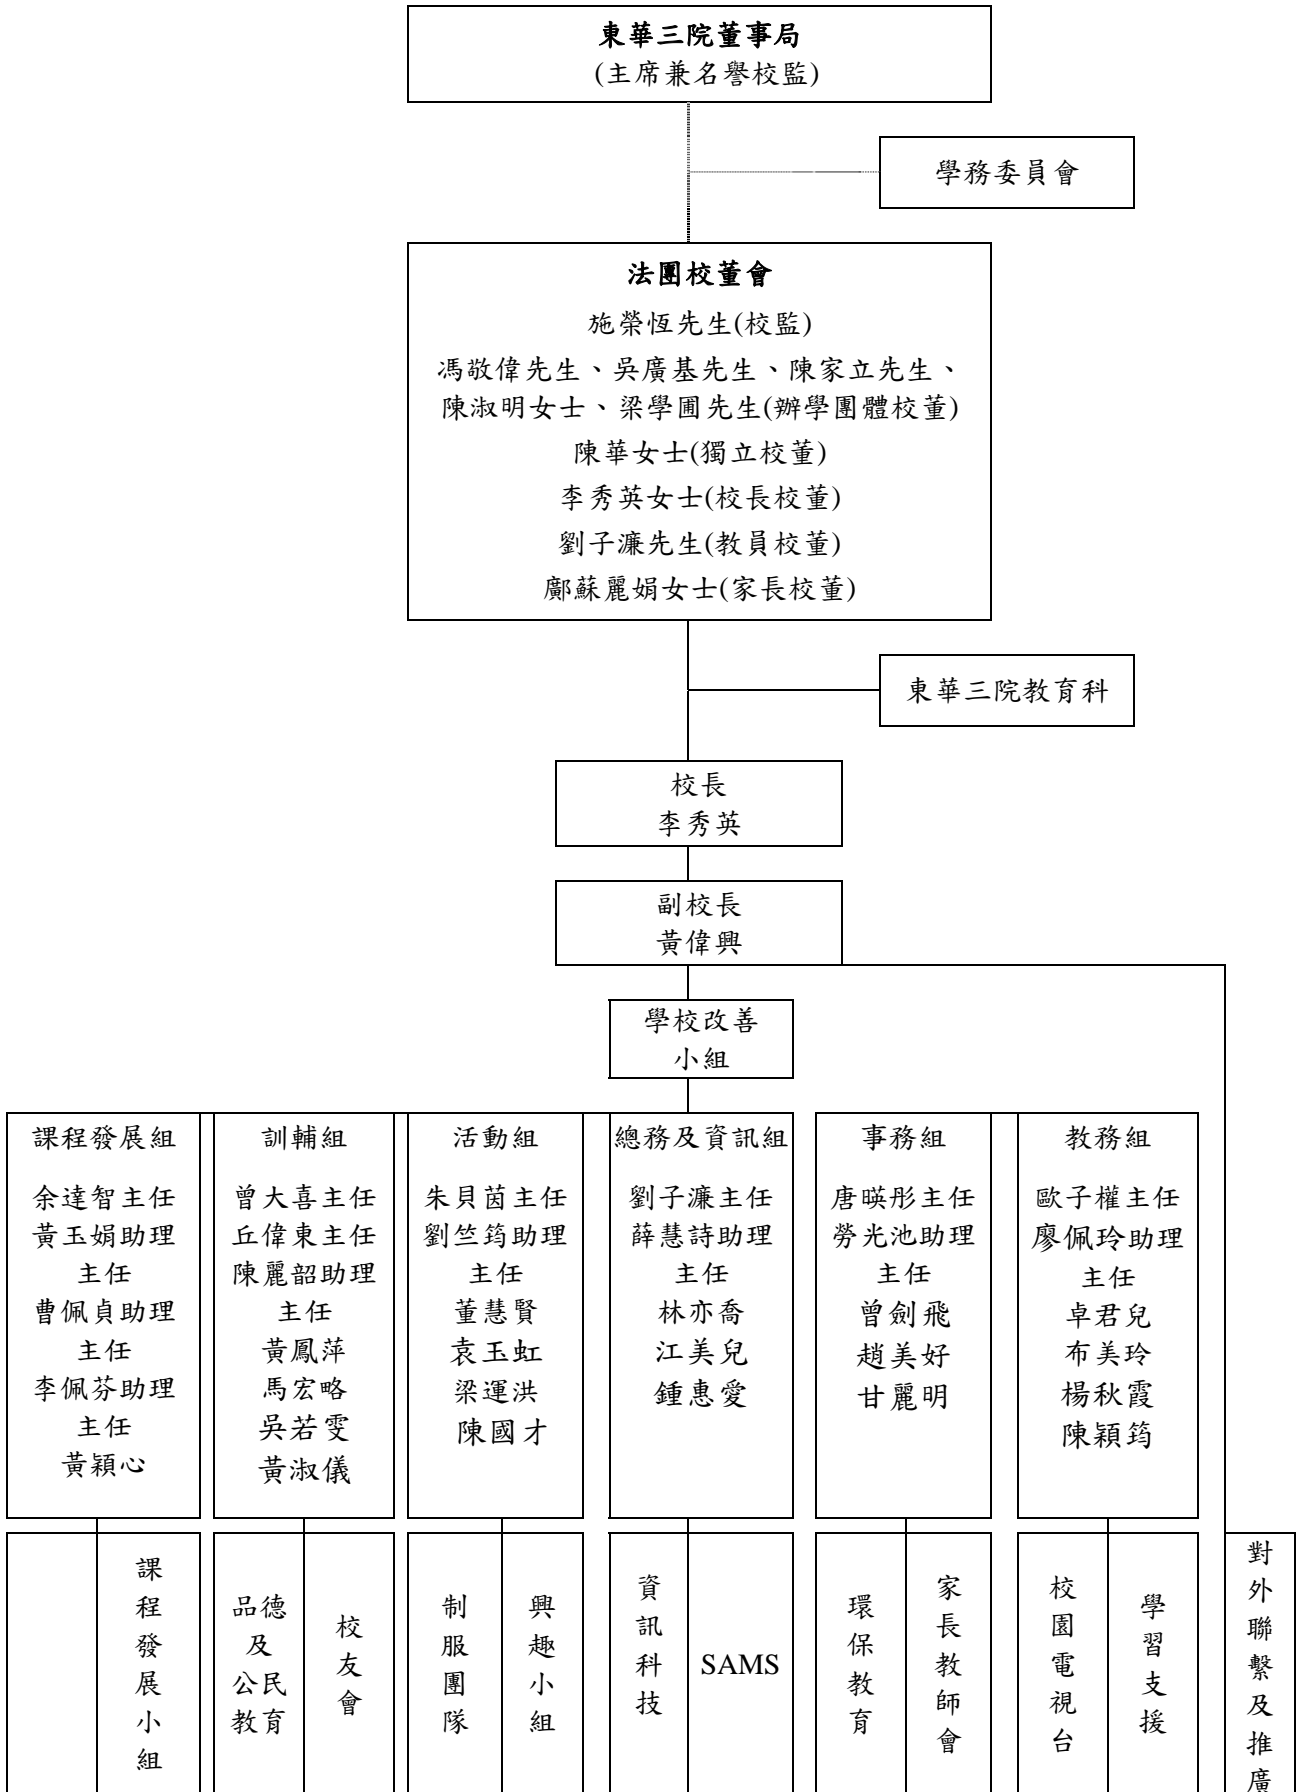 東華三院董事局
(主席兼名譽校監)
學務委員會
法團校董會
施榮恆先生(校監)
馮敬偉先生、吳廣基先生、陳家立先生、
陳淑明女士、梁學圃先生(辦學團體校董)
陳華女士(獨立校董)
李秀英女士(校長校董)
劉子濂先生(教員校董)
鄺蘇麗娟女士(家長校董)
東華三院教育科
校長
李秀英
副校長
黃偉興
學校改善
小組
課程發展組
余達智主任
黃玉娟助理
主任
曹佩貞助理
主任
李佩芬助理
主任
黃穎心
訓輔組
曾大喜主任
丘偉東主任
陳麗韶助理
主任
黃鳳萍
馬宏略
吳若雯
黃淑儀
活動組
朱貝茵主任
劉竺筠助理
主任
董慧賢
袁玉虹
梁運洪
陳國才
總務及資訊組
劉子濂主任
薛慧詩助理
主任
林亦喬
江美兒
鍾惠愛
事務組
唐暎彤主任
勞光池助理
主任
曾劍飛
趙美好
甘麗明
教務組
歐子權主任
廖佩玲助理
主任
卓君兒
布美玲
楊秋霞
陳穎筠
課程發展小組
品德
及
公民
教育
校友會
制服團隊
興趣小組
資訊科技
SAMS
環保教育
家長教師會
校園電視台
學習支援
對外聯繫及推廣